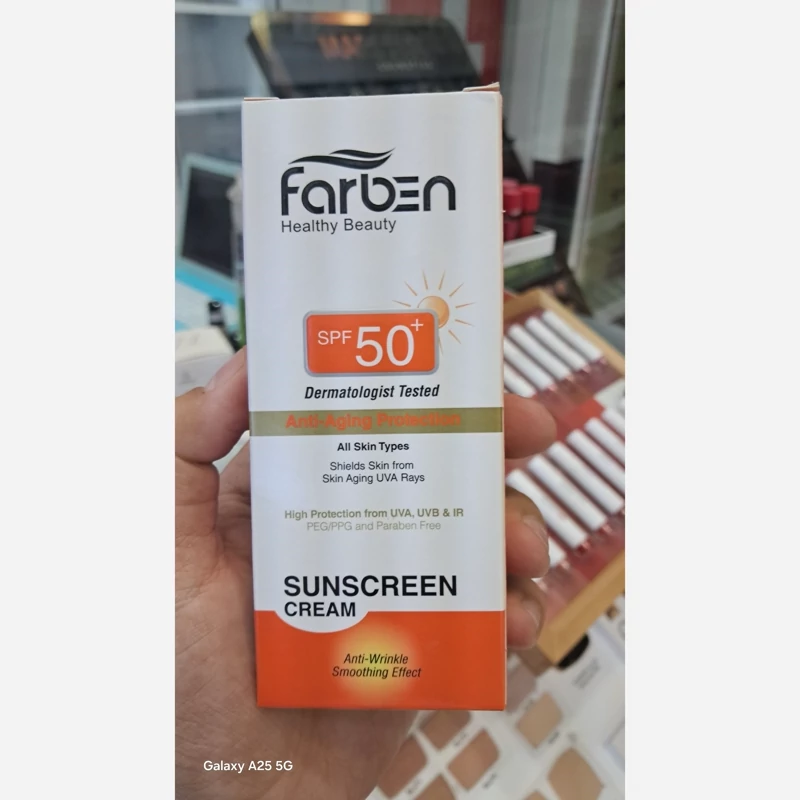 farben
Healthy Beauty
SPF 50+
Dermatologist Tested
Anti-Aging Protection
All Skin Types
Shields Skin from
Skin Aging UVA Rays
High Protection from UVA, UVB & IR
PEG/PPG and Paraben Free
SUNSCREEN
CREAM
Anti-Wrinkle
Smoothing Effect
Galaxy A25 5G